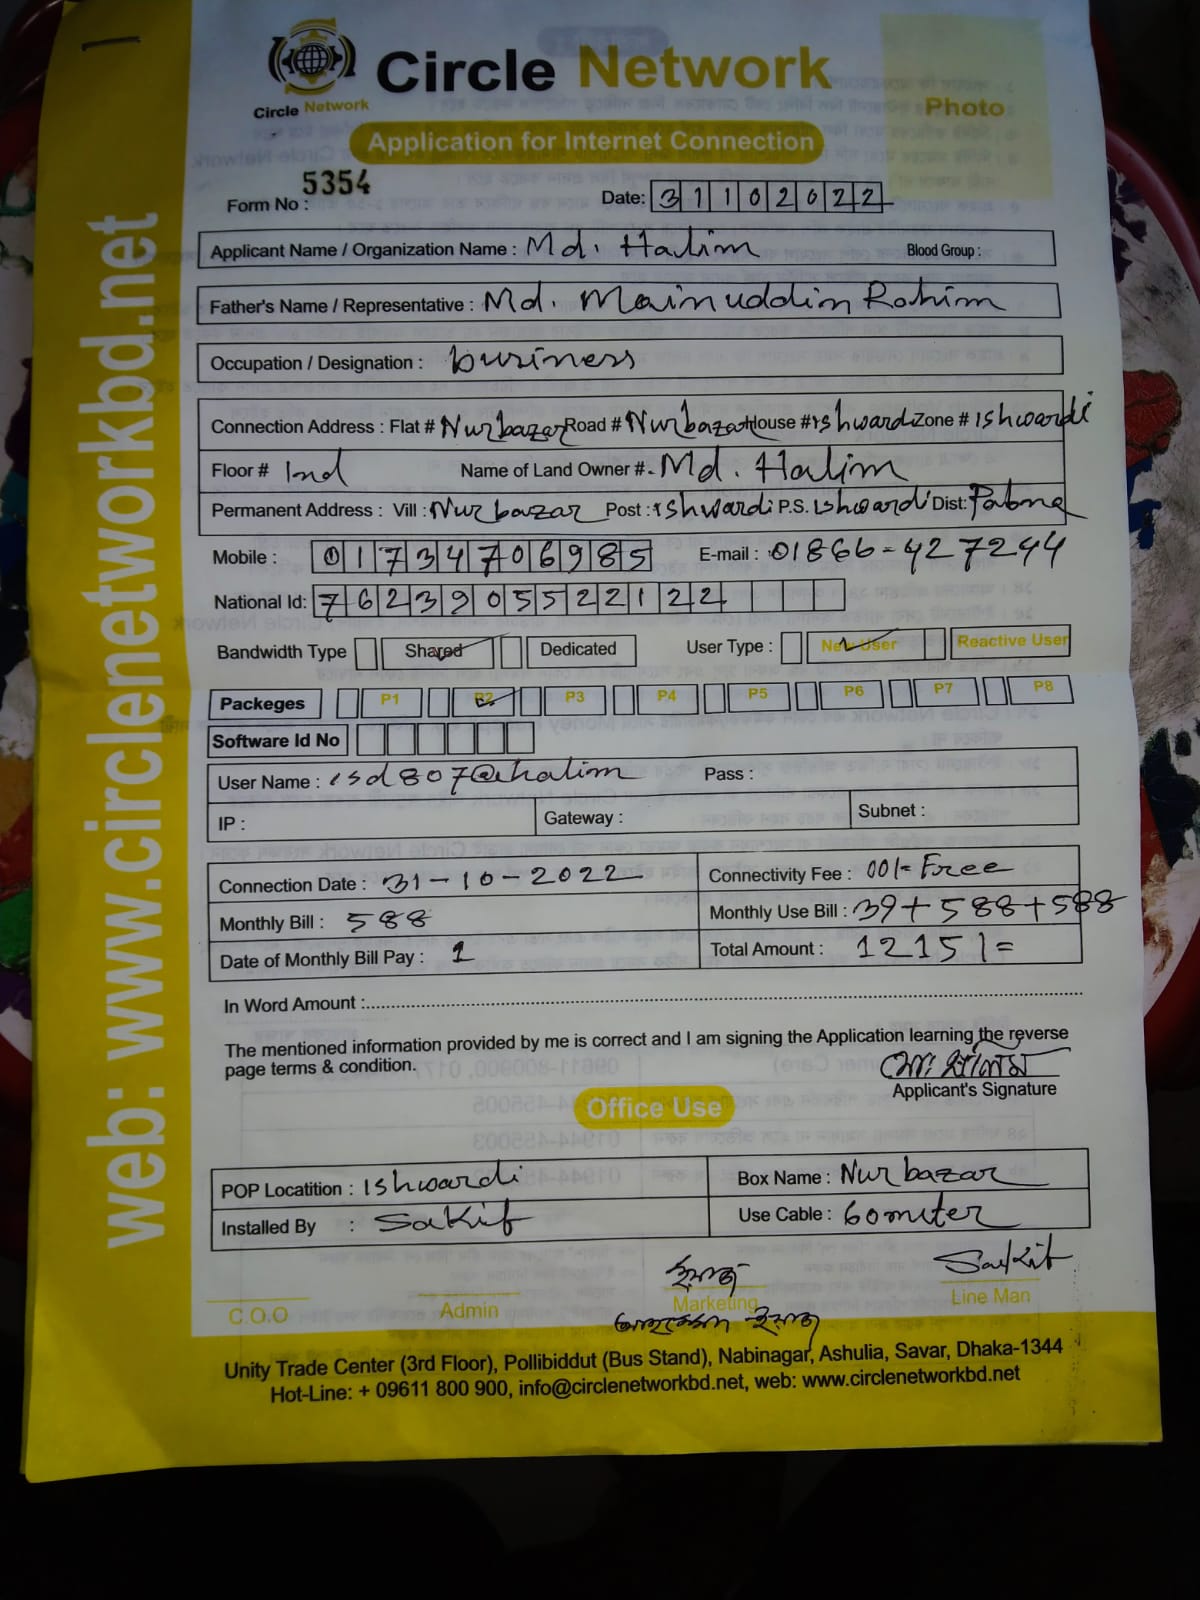 Circle Network
Circle Network
Photo
Application for Internet Connection
Form No : 5354
Date: 31102022
Applicant Name / Organization Name : Md. Halim Blood Group :
Father's Name / Representative : Md. Mainuddin Rahim
Occupation / Designation : business
Connection Address : Flat # Nurbazar Road # Nurbazar House # Ishwardi Zone # Ishwardi
Floor # Ind Name of Land Owner #. Md. Halim
Permanent Address : Vill : Nurbazar Post : Ishwardi P.S. Ishwardi Dist: Pabna
Mobile : 01734706985 E-mail : 01866-427244
National Id: 7623905522122
Bandwidth Type Shared Dedicated User Type : New User Reactive User
Packeges P1 P2 P3 P4 P5 P6 P7 P8
Software Id No
User Name : isd807@halim Pass :
IP : Gateway : Subnet :
Connection Date : 31-10-2022 Connectivity Fee : 00/= Free
Monthly Bill : 588 Monthly Use Bill : 39+588+588
Date of Monthly Bill Pay : 1 Total Amount : 1215/=
In Word Amount :
The mentioned information provided by me is correct and I am signing the Application learning the reverse
page terms & condition.
মোঃ হালিম
Applicant's Signature
Office Use
POP Locatition : Ishwardi Box Name : Nurbazar
Installed By : Sakif Use Cable : 60 meter
Sakif
C.O.O Admin Marketing Line Man
Unity Trade Center (3rd Floor), Pollibiddut (Bus Stand), Nabinagar, Ashulia, Savar, Dhaka-1344
Hot-Line: + 09611 800 900, info@circlenetworkbd.net, web: www.circlenetworkbd.net
web: www.circlenetworkbd.net